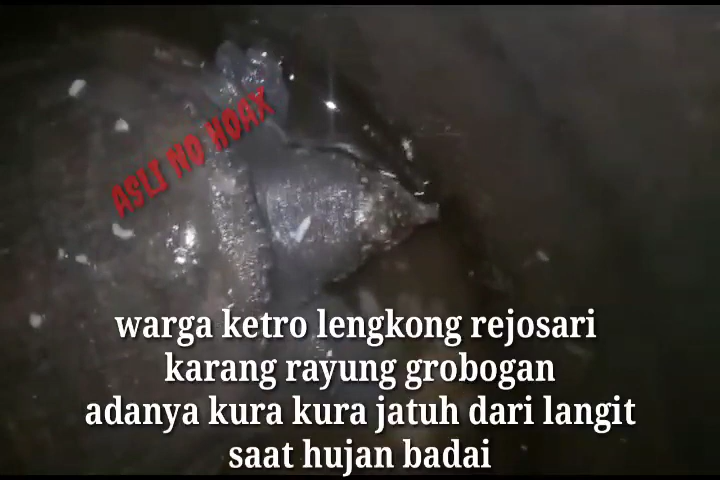 ASLI NO HOAX
warga ketro lengkong rejosari
karang rayung grobogan
adanya kura kura jatuh dari langit
saat hujan badai